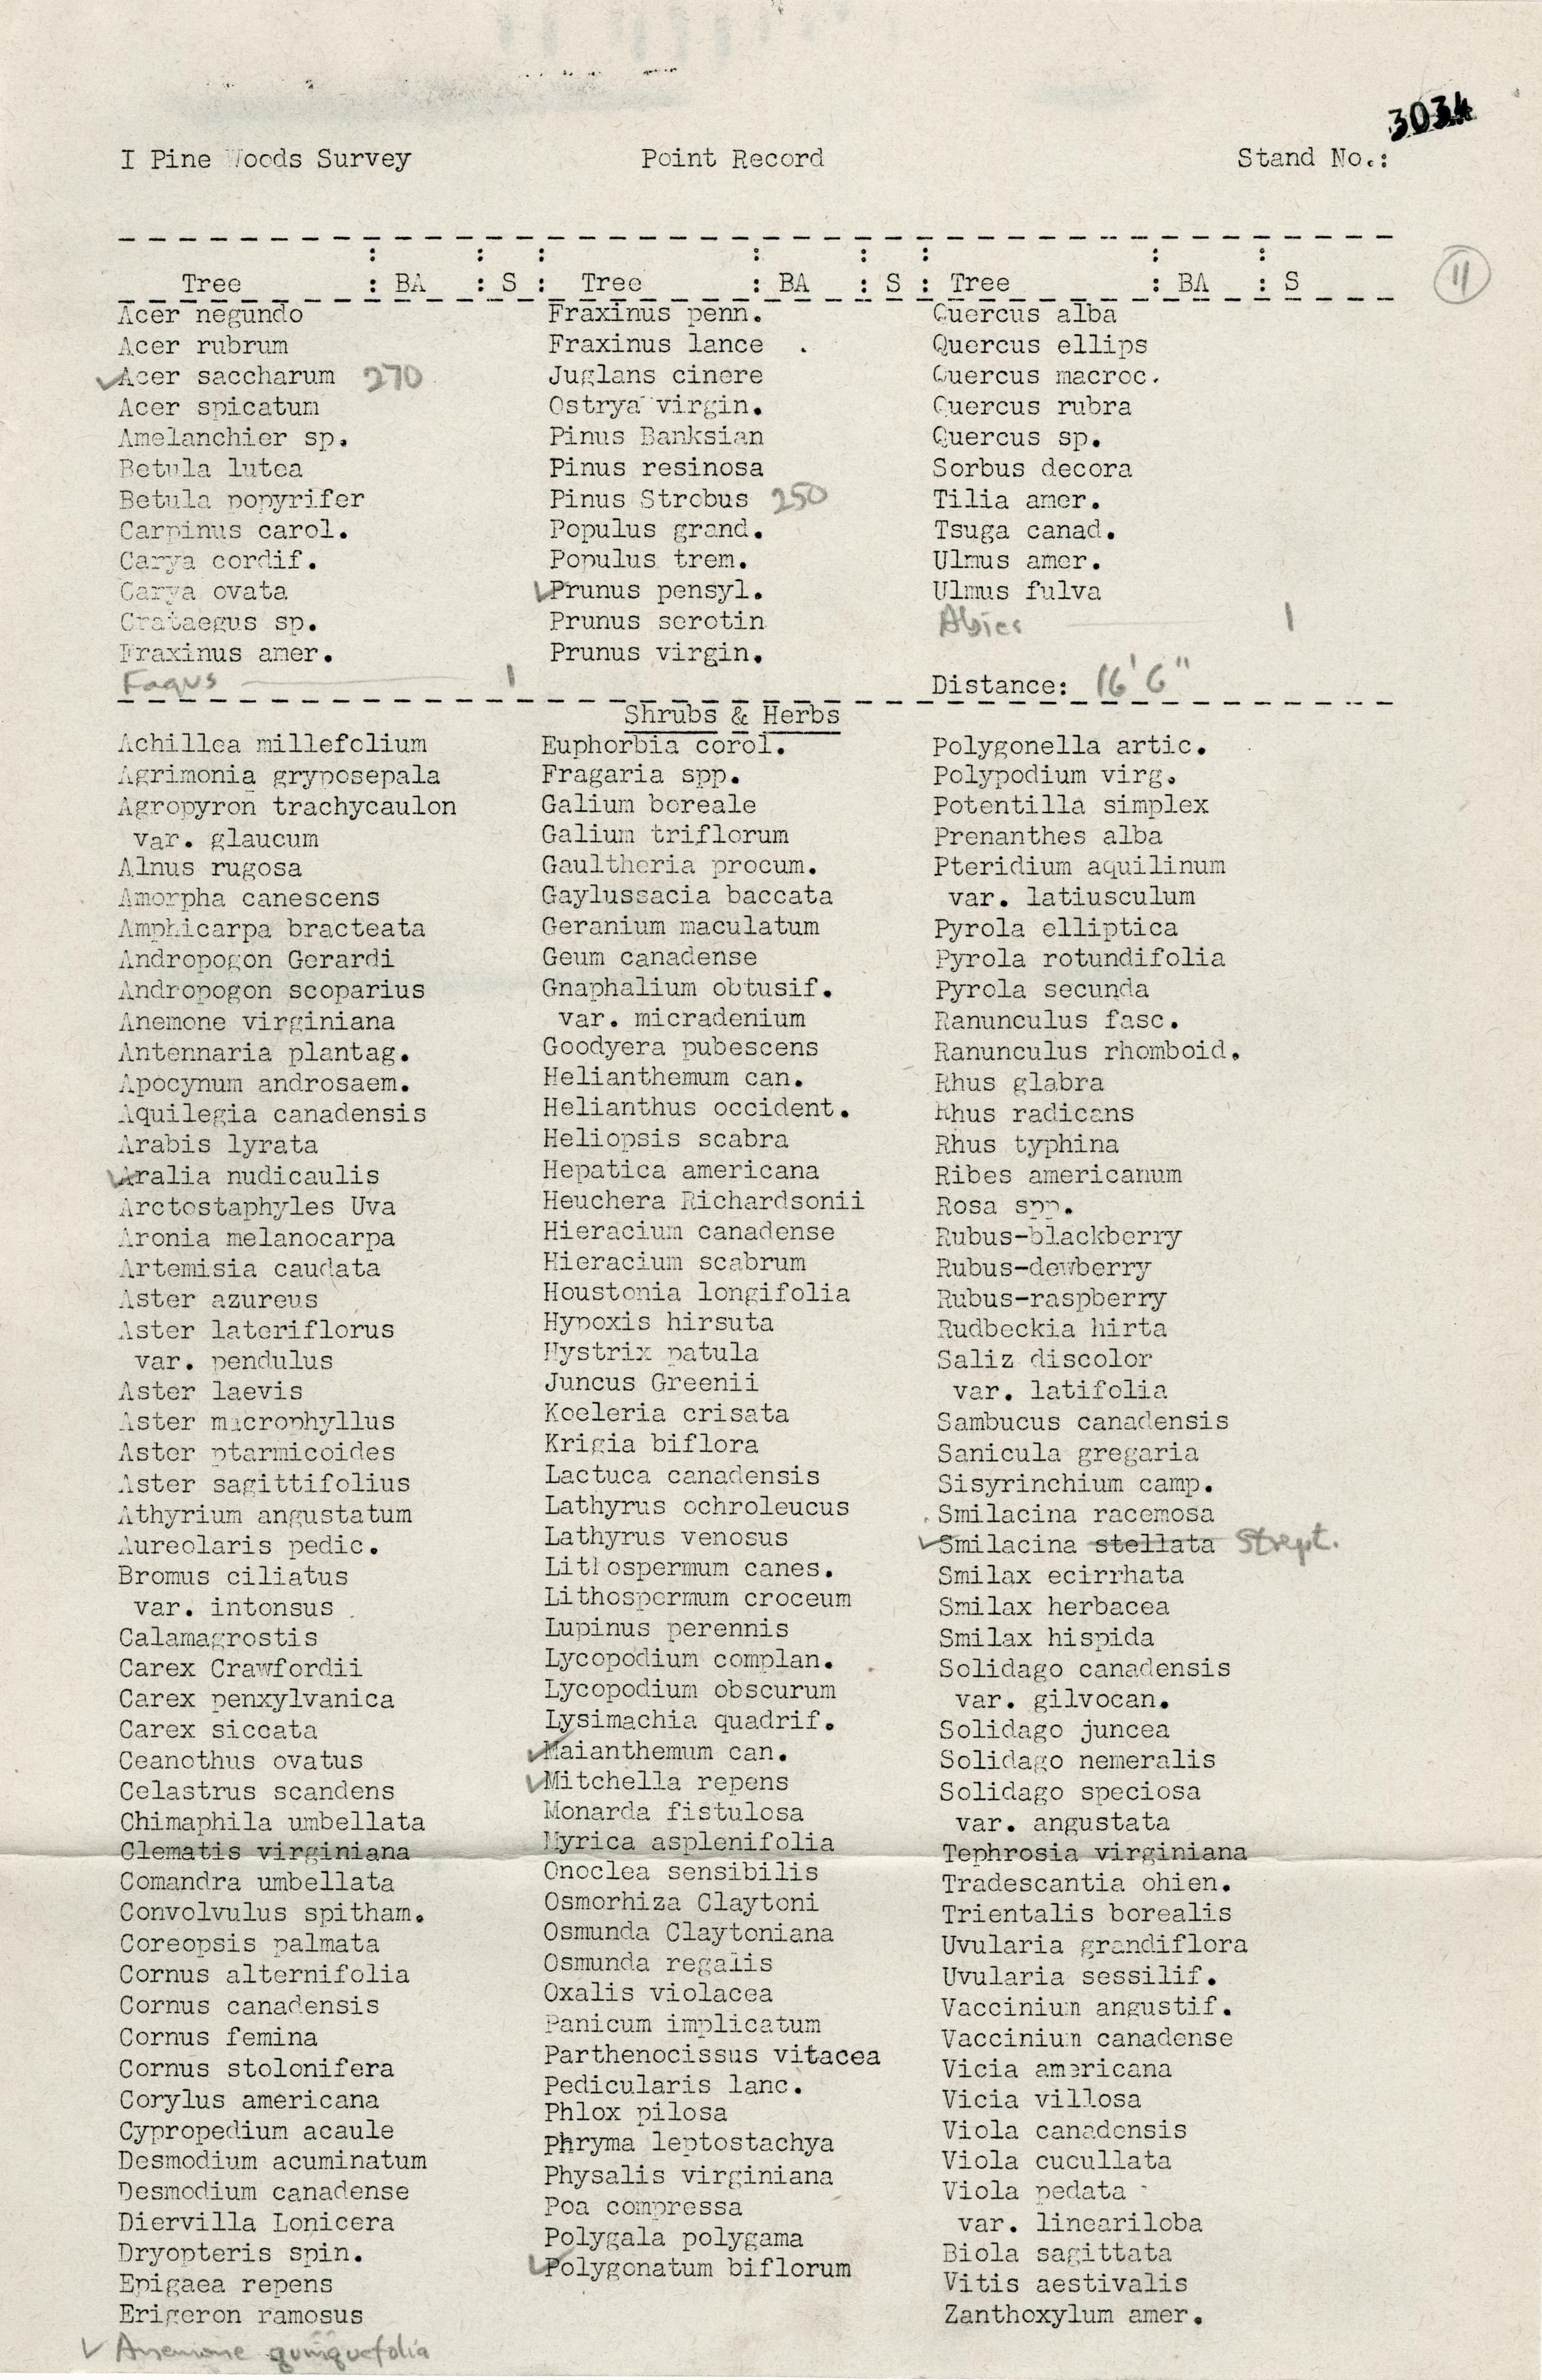 3034
I Pine Woods Survey Point Record Stand No.:
11
Tree : BA : S : Tree : BA : S : Tree : BA : S
Acer negundo
Acer rubrum
✓Acer saccharum 270
Acer spicatum
Amelanchier sp.
Betula lutea
Betula popyrifer
Carpinus carol.
Carya cordif.
Carya ovata
Crataegus sp.
Fraxinus amer.
Fagus 1
Fraxinus penn.
Fraxinus lance .
Juglans cinere
Ostrya virgin.
Pinus Banksian
Pinus resinosa
Pinus Strobus 250
Populus grand.
Populus trem.
✓Prunus pensyl.
Prunus serotin
Prunus virgin.
Quercus alba
Quercus ellips
Quercus macroc.
Quercus rubra
Quercus sp.
Sorbus decora
Tilia amer.
Tsuga canad.
Ulmus amer.
Ulmus fulva
Abies 1
Distance: 16'6"
Shrubs & Herbs
Achillea millefolium
Agrimonia gryposepala
Agropyron trachycaulon
var. glaucum
Alnus rugosa
Amorpha canescens
Amphicarpa bracteata
Andropogon Gerardi
Andropogon scoparius
Anemone virginiana
Antennaria plantag.
Apocynum androsaem.
Aquilegia canadensis
Arabis lyrata
✓Aralia nudicaulis
Arctostaphyles Uva
Aronia melanocarpa
Artemisia caudata
Aster azureus
Aster lateriflorus
var. pendulus
Aster laevis
Aster macrophyllus
Aster ptarmicoides
Aster sagittifolius
Athyrium angustatum
Aureolaris pedic.
Bromus ciliatus
var. intonsus
Calamagrostis
Carex Crawfordii
Carex penxylvanica
Carex siccata
Ceanothus ovatus
Celastrus scandens
Chimaphila umbellata
Clematis virginiana
Comandra umbellata
Convolvulus spitham.
Coreopsis palmata
Cornus alternifolia
Cornus canadensis
Cornus femina
Cornus stolonifera
Corylus americana
Cypropedium acaule
Desmodium acuminatum
Desmodium canadense
Diervilla Lonicera
Dryopteris spin.
Epigaea repens
Erigeron ramosus
✓ Anemone quinquefolia
Euphorbia corol.
Fragaria spp.
Galium boreale
Galium triflorum
Gaultheria procum.
Gaylussacia baccata
Geranium maculatum
Geum canadense
Gnaphalium obtusif.
var. micradenium
Goodyera pubescens
Helianthemum can.
Helianthus occident.
Heliopsis scabra
Hepatica americana
Heuchera Richardsonii
Hieracium canadense
Hieracium scabrum
Houstonia longifolia
Hypoxis hirsuta
Hystrix patula
Juncus Greenii
Koeleria crisata
Krigia biflora
Lactuca canadensis
Lathyrus ochroleucus
Lathyrus venosus
Lithospermum canes.
Lithospermum croceum
Lupinus perennis
Lycopodium complan.
Lycopodium obscurum
Lysimachia quadrif.
✓Maianthemum can.
✓Mitchella repens
Monarda fistulosa
Myrica asplenifolia
Onoclea sensibilis
Osmorhiza Claytoni
Osmunda Claytoniana
Osmunda regalis
Oxalis violacea
Panicum implicatum
Parthenocissus vitacea
Pedicularis lanc.
Phlox pilosa
Phryma leptostachya
Physalis virginiana
Poa compressa
Polygala polygama
✓Polygonatum biflorum
Polygonella artic.
Polypodium virg.
Potentilla simplex
Prenanthes alba
Pteridium aquilinum
var. latiusculum
Pyrola elliptica
Pyrola rotundifolia
Pyrola secunda
Ranunculus fasc.
Ranunculus rhomboid.
Rhus glabra
Rhus radicans
Rhus typhina
Ribes americanum
Rosa spp.
Rubus-blackberry
Rubus-dewberry
Rubus-raspberry
Rudbeckia hirta
Saliz discolor
var. latifolia
Sambucus canadensis
Sanicula gregaria
Sisyrinchium camp.
Smilacina racemosa
✓Smilacina stellata Strept.
Smilax ecirrhata
Smilax herbacea
Smilax hispida
Solidago canadensis
var. gilvocan.
Solidago juncea
Solidago nemeralis
Solidago speciosa
var. angustata
Tephrosia virginiana
Tradescantia ohien.
Trientalis borealis
Uvularia grandiflora
Uvularia sessilif.
Vaccinium angustif.
Vaccinium canadense
Vicia americana
Vicia villosa
Viola canadensis
Viola cucullata
Viola pedata
var. lineariloba
Biola sagittata
Vitis aestivalis
Zanthoxylum amer.